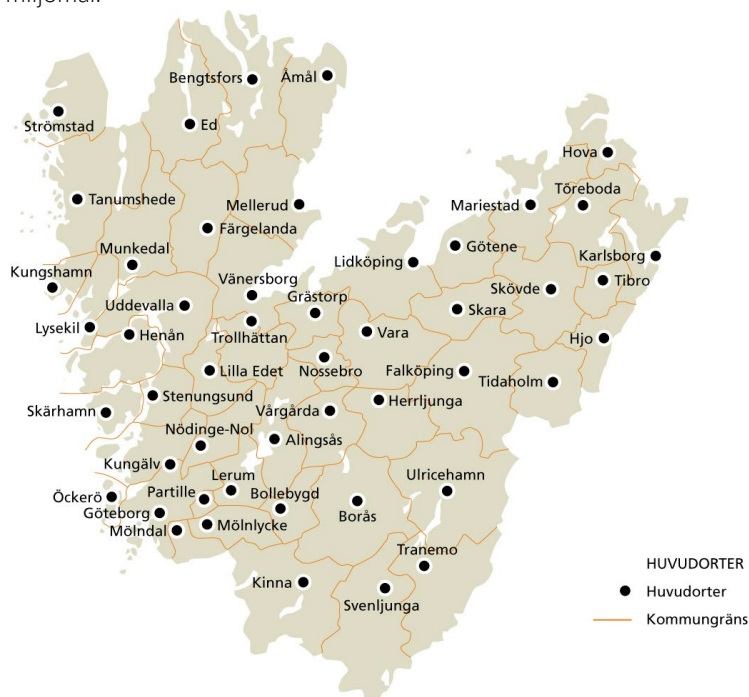 miljömål.
Bengtsfors
Åmål
Strömstad
Ed
Hova
Töreboda
Tanumshede
Mellerud
Mariestad
Färgelanda
Munkedal
Götene
Karlsborg
Lidköping
Kungshamn
Vänersborg
Skövde
Tibro
Grästorp
Uddevalla
Skara
Lysekil
Henån
Trollhättan
Vara
Hjo
Lilla Edet
Nossebro
Falköping
Tidaholm
Stenungsund
Herrljunga
Skärhamn
Vårgårda
Nödinge-Nol
Alingsås
Kungälv
Lerum
Ulricehamn
Öckerö
Partille
Bollebygd
Göteborg
Borås
Mölndal
Mölnlycke
Tranemo
HUVUDORTER
Kinna
Huvudorter
Svenljunga
Kommungräns